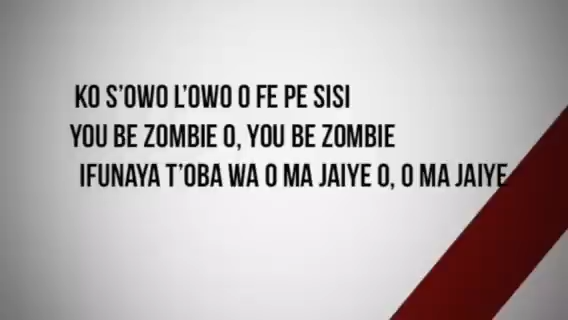 KO S'OWO L'OWO O FE PE SISI
YOU BE ZOMBIE O, YOU BE ZOMBIE
IFUNAYA T'OBA WA O MA JAIYE O, O MA JAIYE